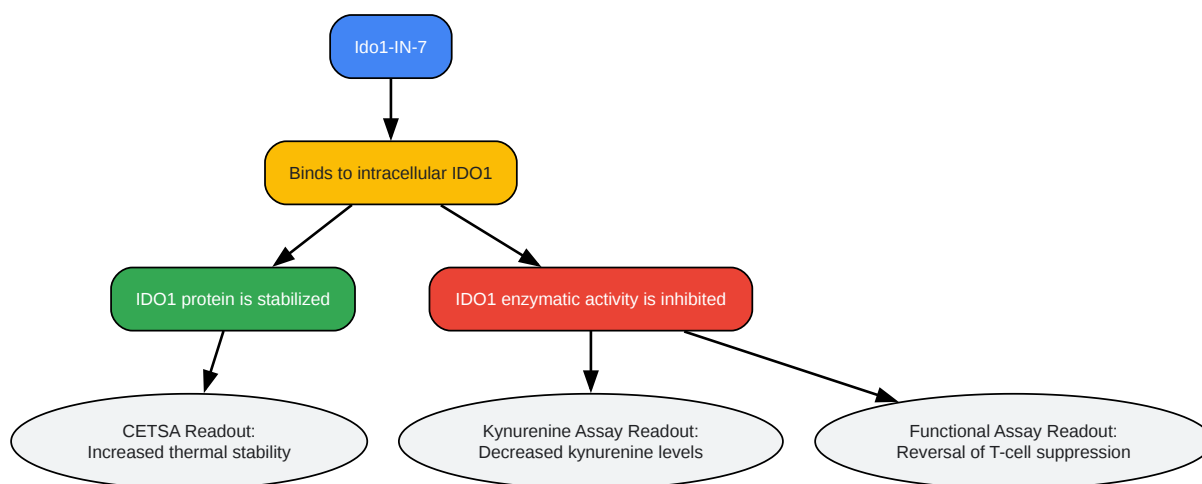 Ido1-IN-7
Binds to intracellular IDO1
IDO1 protein is stabilized
IDO1 enzymatic activity is inhibited
CETSA Readout:
Increased thermal stability
Kynurenine Assay Readout:
Decreased kynurenine levels
Functional Assay Readout:
Reversal of T-cell suppression